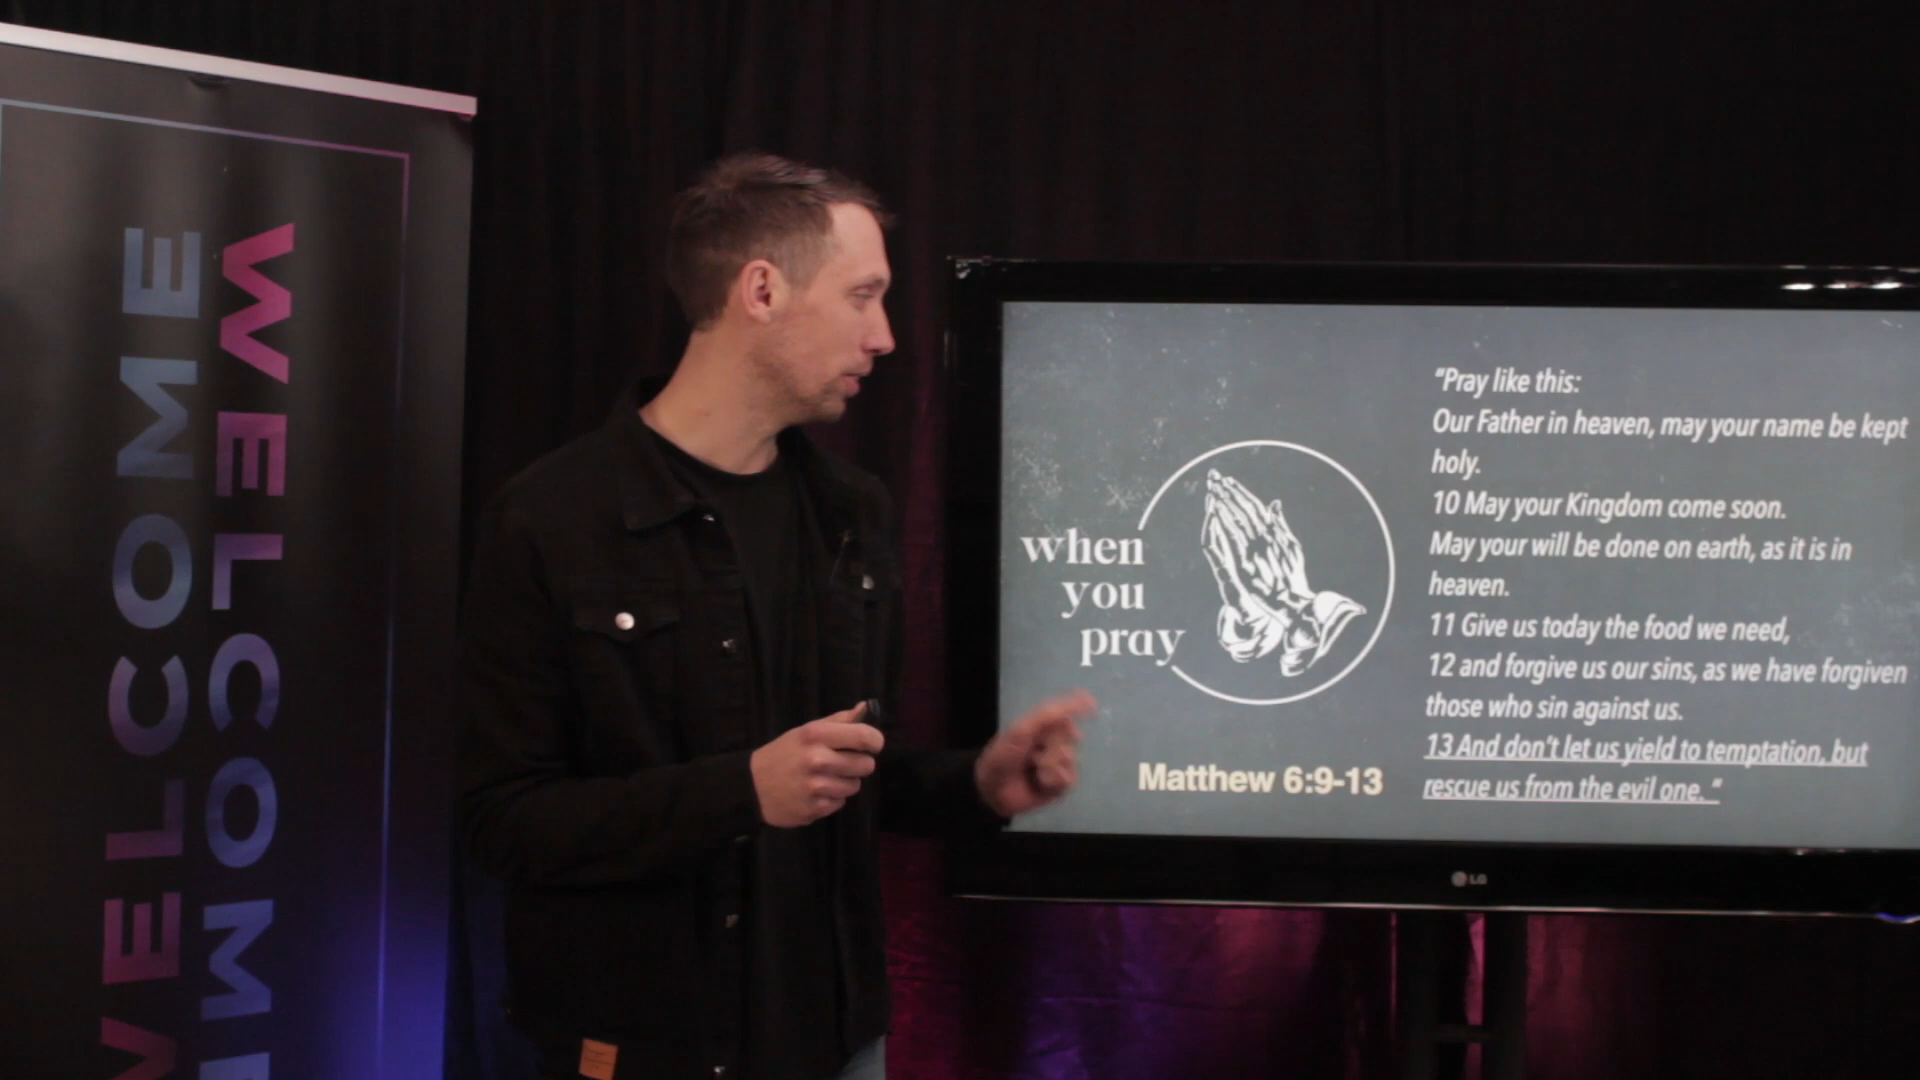 WELCOME
WELCOM
when
you
pray
Matthew 6:9-13
"Pray like this:
Our Father in heaven, may your name be kept
holy.
10 May your Kingdom come soon.
May your will be done on earth, as it is in
heaven.
11 Give us today the food we need,
12 and forgive us our sins, as we have forgiven
those who sin against us.
13 And don't let us yield to temptation, but
rescue us from the evil one. "
LG